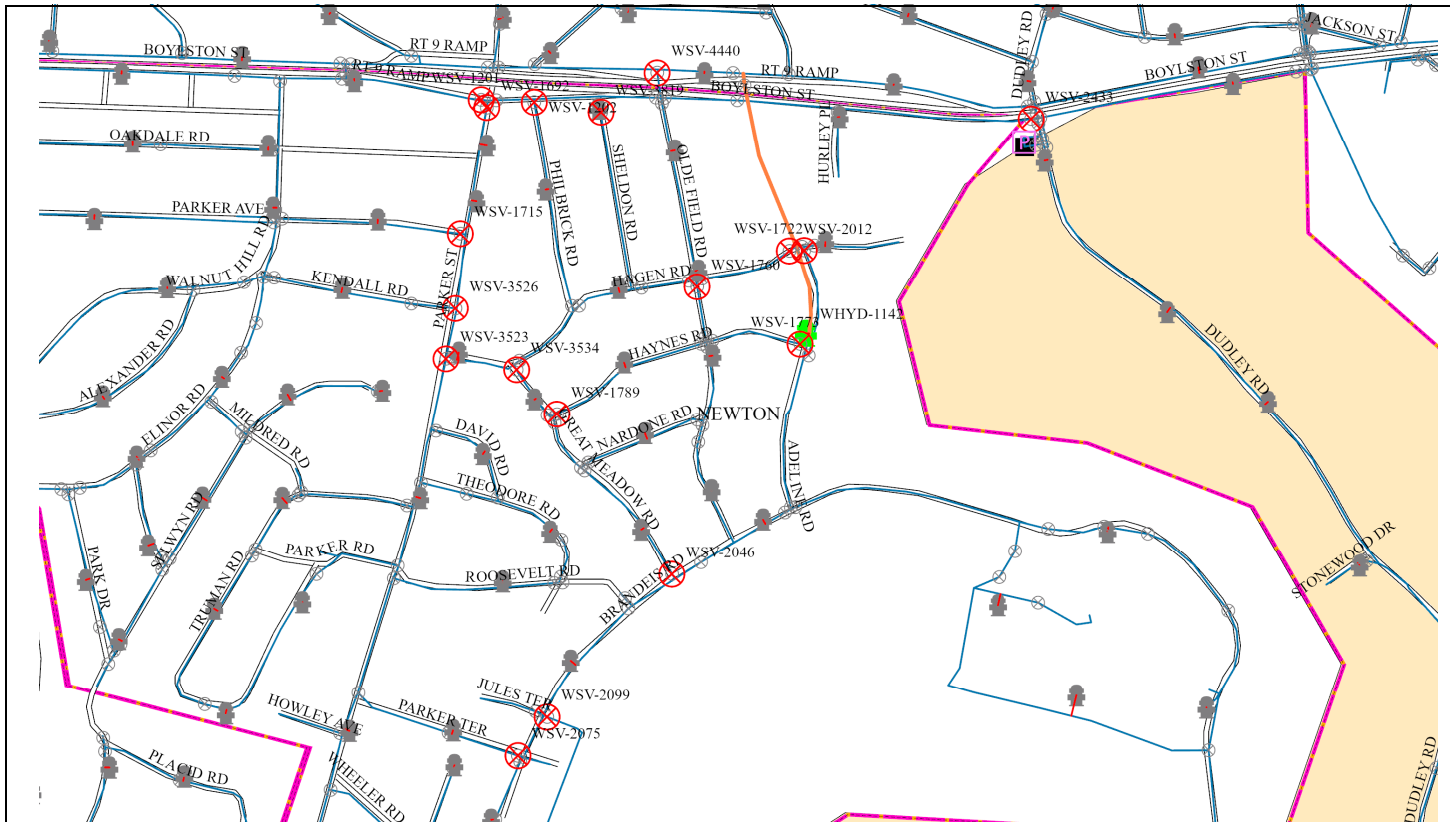 DUDLEY RD
JACKSON ST
RT 9 RAMP
BOYLSTON ST
WSV-4440
RT 9 RAMP
BOYLSTON ST
RT 9 RAMP
WSV-1201
WSV-1692
BOYLSTON ST
WSV-2433
WSV-1202
OAKDALE RD
HURLEY PL
PHILBRICK RD
SHELDON RD
OLDE FIELD RD
PARKER AVE
WSV-1715
WSV-1722
WSV-2012
WALNUT HILL RD
KENDALL RD
PARKER ST
WSV-3526
HAGEN RD
WSV-1760
WSV-1773
WHYD-1142
WSV-3523
WSV-3534
HAYNES RD
ALEXANDER RD
DUDLEY RD
WSV-1789
ELINOR RD
MILDRED RD
DAVID RD
GREAT MEADOW RD
NARDONE RD
NEWTON
ADELINE RD
THEODORE RD
SELWYN RD
PARK DR
TRUMAN RD
PARKER RD
ROOSEVELT RD
BRANDEIS RD
WSV-2046
STONEWOOD DR
JULES TER
WSV-2099
HOWLEY AVE
PARKER TER
WSV-2075
PLACID RD
WHEELER RD
DUDLEY RD